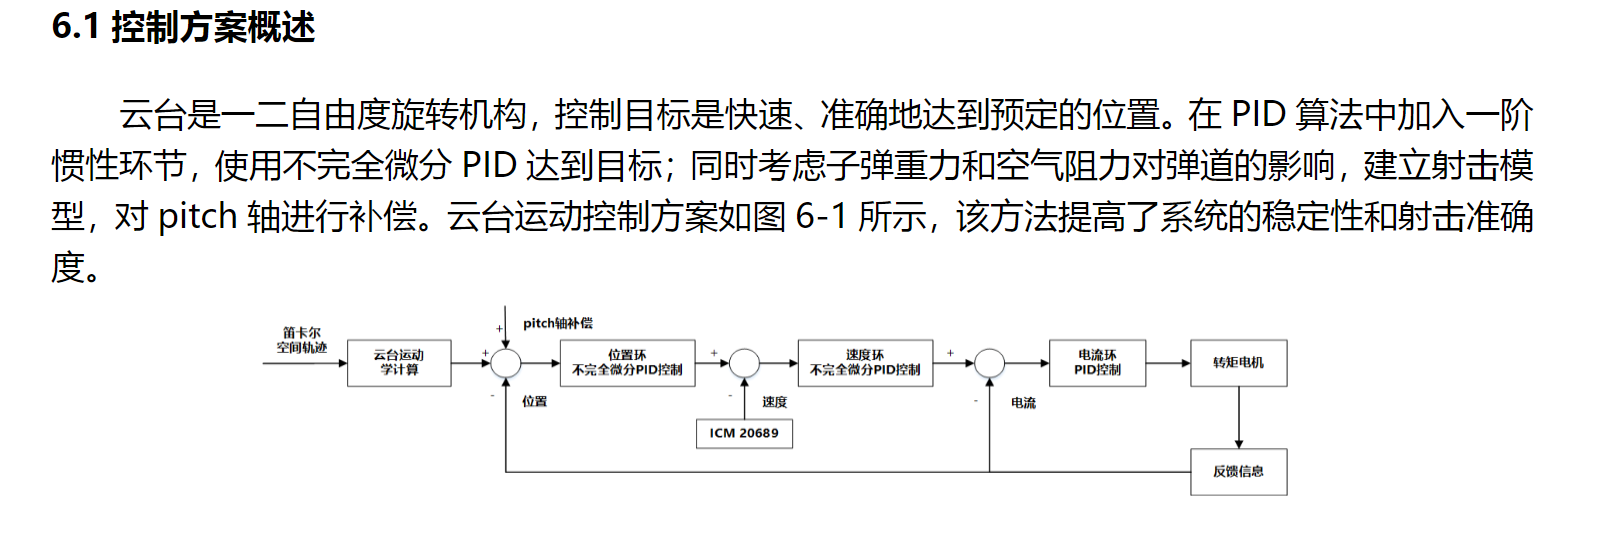 6.1 控制方案概述
云台是一二自由度旋转机构，控制目标是快速、准确地达到预定的位置。在 PID 算法中加入一阶
惯性环节，使用不完全微分 PID 达到目标；同时考虑子弹重力和空气阻力对弹道的影响，建立射击模
型，对 pitch 轴进行补偿。云台运动控制方案如图 6-1 所示，该方法提高了系统的稳定性和射击准确
度。
笛卡尔
空间轨迹
云台运动
学计算
+
+
-
pitch轴补偿
位置
位置环
不完全微分PID控制
+
-
速度
ICM 20689
速度环
不完全微分PID控制
+
-
电流
电流环
PID控制
转矩电机
反馈信息